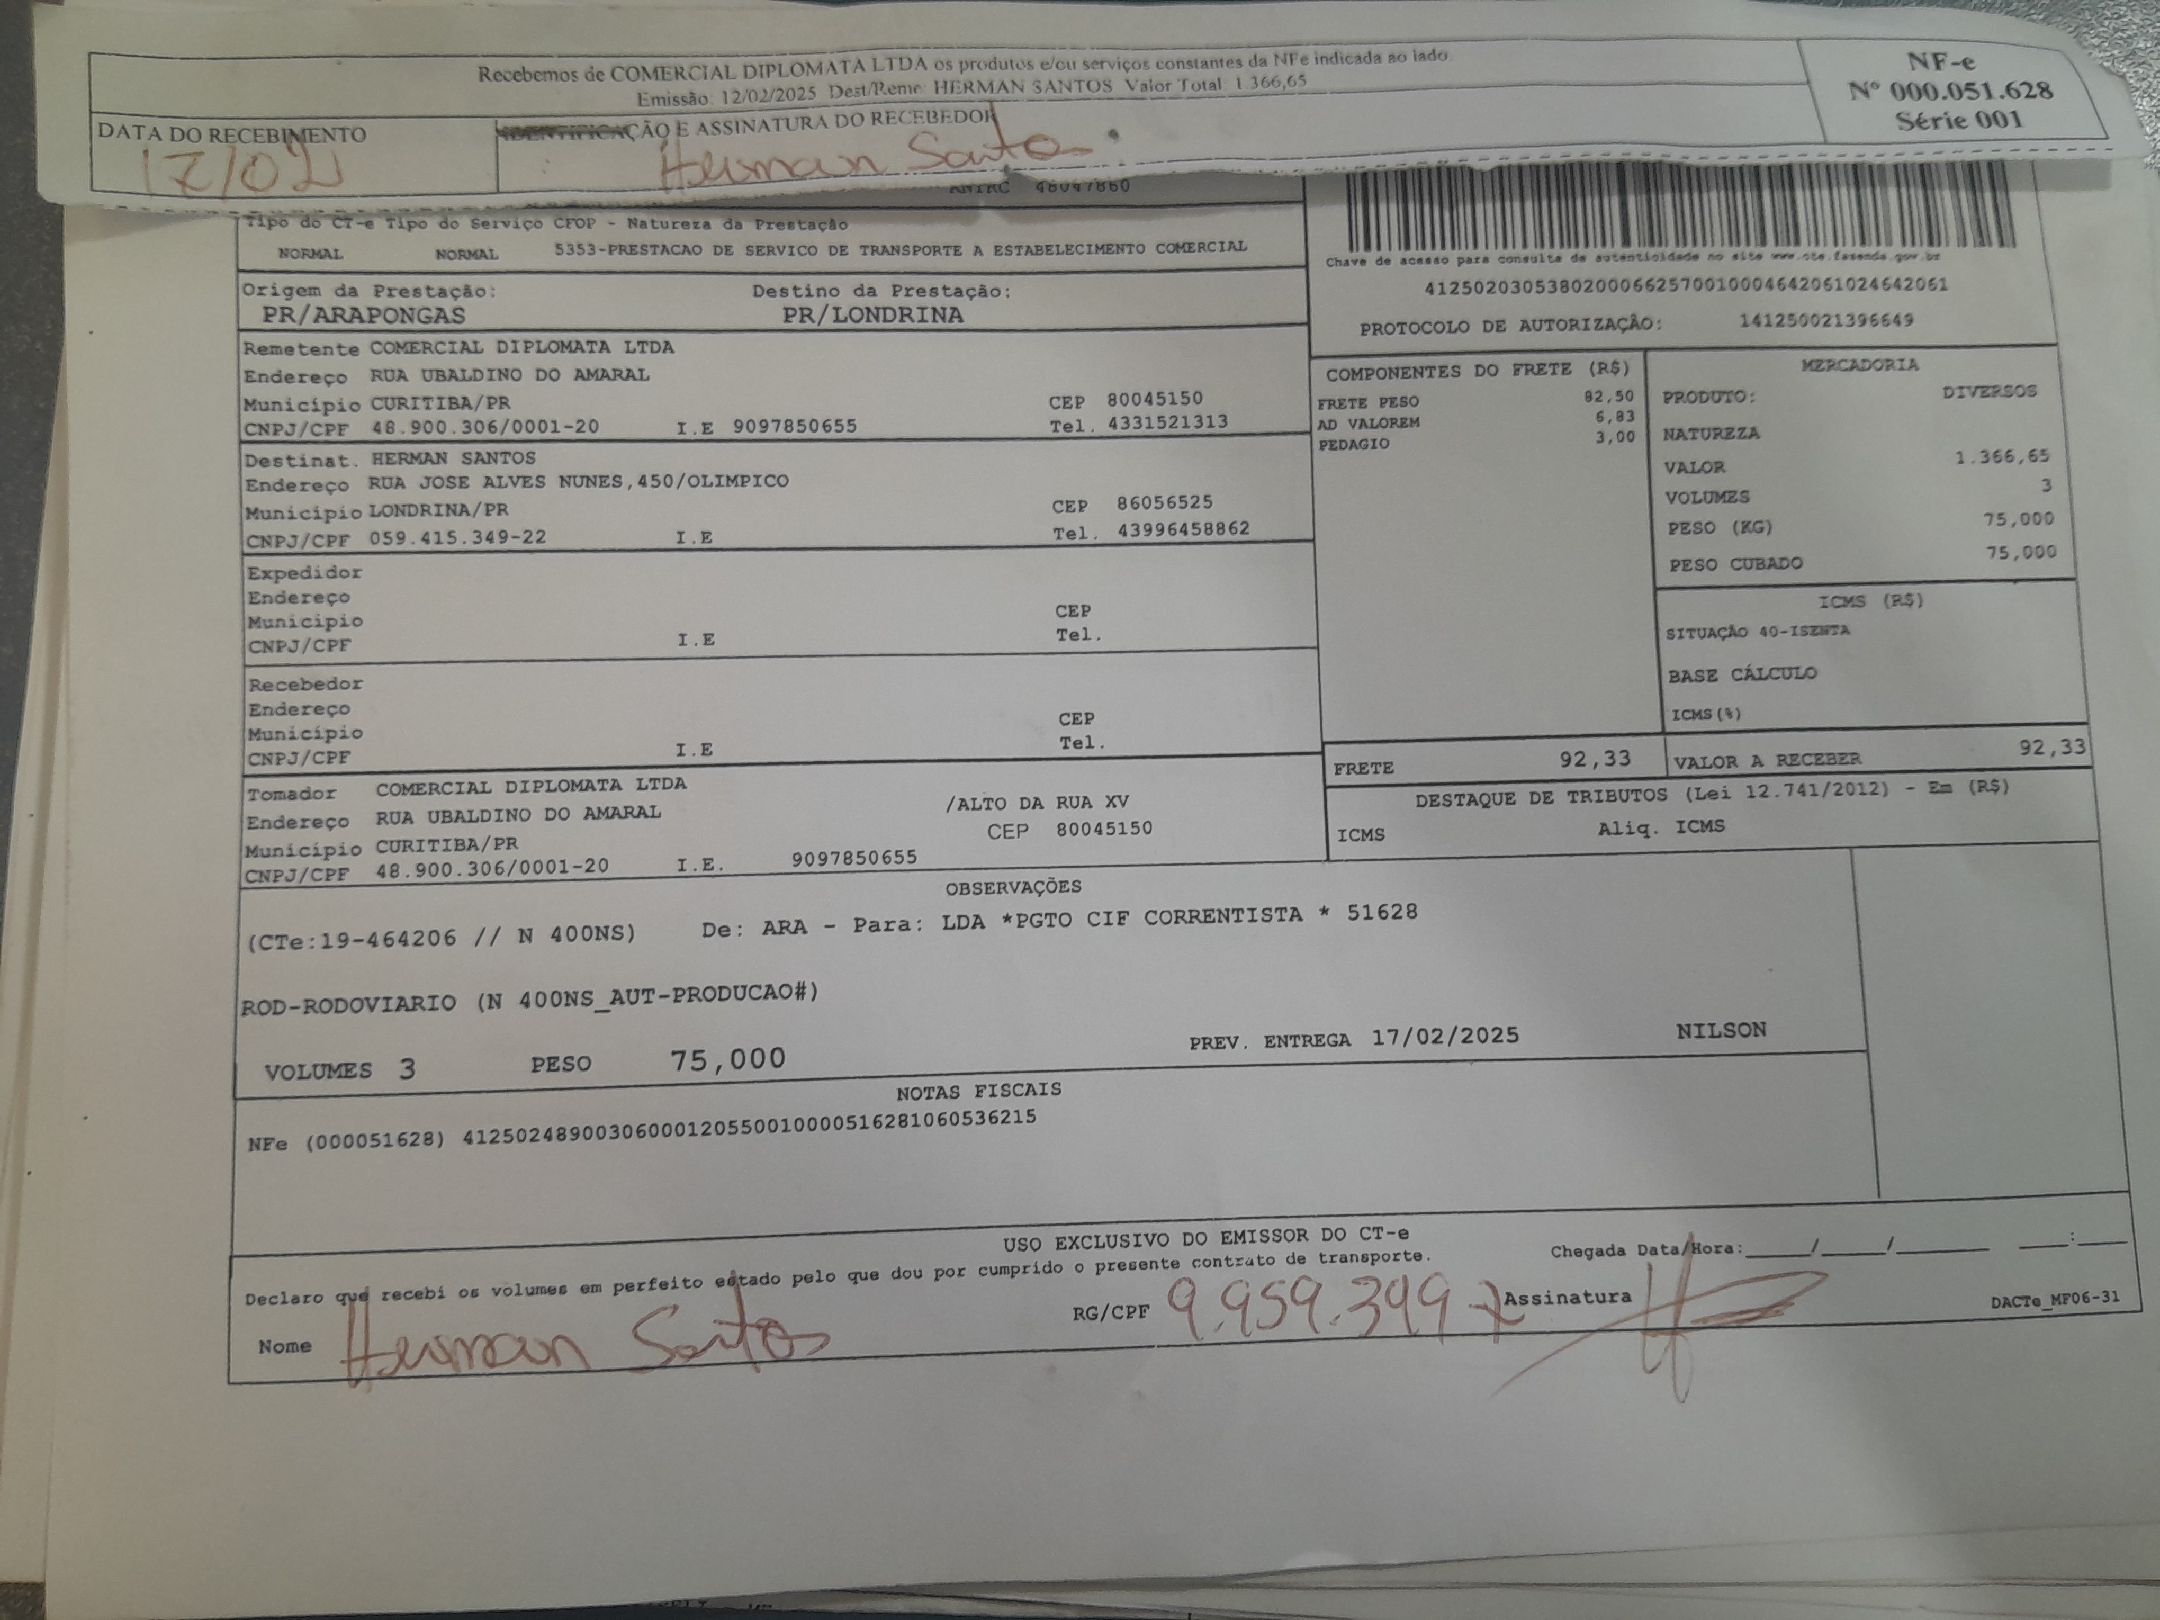 Recebemos de COMERCIAL DIPLOMATA LTDA os produtos e/ou serviços constantes da NFe indicada ao lado.
Emissão: 12/02/2025 Dest/Reme: HERMAN SANTOS Valor Total: 1.366,65
NF-e
Nº 000.051.628
Série 001
DATA DO RECEBIMENTO
17/02
IDENTIFICAÇÃO E ASSINATURA DO RECEBEDOR
Herman Santos
48047860
Tipo do CT-e Tipo do Serviço CFOP - Natureza da Prestação
NORMAL NORMAL 5353-PRESTACAO DE SERVICO DE TRANSPORTE A ESTABELECIMENTO COMERCIAL
Chave de acesso para consulta de autenticidade no site www.cte.fazenda.gov.br
41250203053802000662570010004642061024642061
PROTOCOLO DE AUTORIZAÇÃO: 141250021396649
Origem da Prestação: Destino da Prestação:
PR/ARAPONGAS PR/LONDRINA
Remetente COMERCIAL DIPLOMATA LTDA
Endereço RUA UBALDINO DO AMARAL
Município CURITIBA/PR CEP 80045150
CNPJ/CPF 48.900.306/0001-20 I.E 9097850655 Tel. 4331521313
Destinat. HERMAN SANTOS
Endereço RUA JOSE ALVES NUNES,450/OLIMPICO
Município LONDRINA/PR CEP 86056525
CNPJ/CPF 059.415.349-22 I.E Tel. 43996458862
Expedidor
Endereço
Município CEP
CNPJ/CPF I.E Tel.
Recebedor
Endereço
Município CEP
CNPJ/CPF I.E Tel.
Tomador COMERCIAL DIPLOMATA LTDA
Endereço RUA UBALDINO DO AMARAL /ALTO DA RUA XV
Município CURITIBA/PR CEP 80045150
CNPJ/CPF 48.900.306/0001-20 I.E. 9097850655
COMPONENTES DO FRETE (R$)
FRETE PESO 82,50
AD VALOREM 6,83
PEDAGIO 3,00
MERCADORIA
PRODUTO: DIVERSOS
NATUREZA
VALOR 1.366,65
VOLUMES 3
PESO (KG) 75,000
PESO CUBADO 75,000
ICMS (R$)
SITUAÇÃO 40-ISENTA
BASE CÁLCULO
ICMS(%)
FRETE 92,33 VALOR A RECEBER 92,33
DESTAQUE DE TRIBUTOS (Lei 12.741/2012) - Em (R$)
ICMS Aliq. ICMS
OBSERVAÇÕES
(CTe:19-464206 // N 400NS) De: ARA - Para: LDA *PGTO CIF CORRENTISTA * 51628
ROD-RODOVIARIO (N 400NS_AUT-PRODUCAO#)
VOLUMES 3 PESO 75,000 PREV. ENTREGA 17/02/2025 NILSON
NOTAS FISCAIS
NFe (000051628) 41250248900306000120550010000516281060536215
USO EXCLUSIVO DO EMISSOR DO CT-e
Declaro que recebi os volumes em perfeito estado pelo que dou por cumprido o presente contrato de transporte.
Chegada Data/Hora:____/____/______ ___:___
Nome Herman Santos RG/CPF 9.959.399-7 Assinatura
DACTe_MF06-31